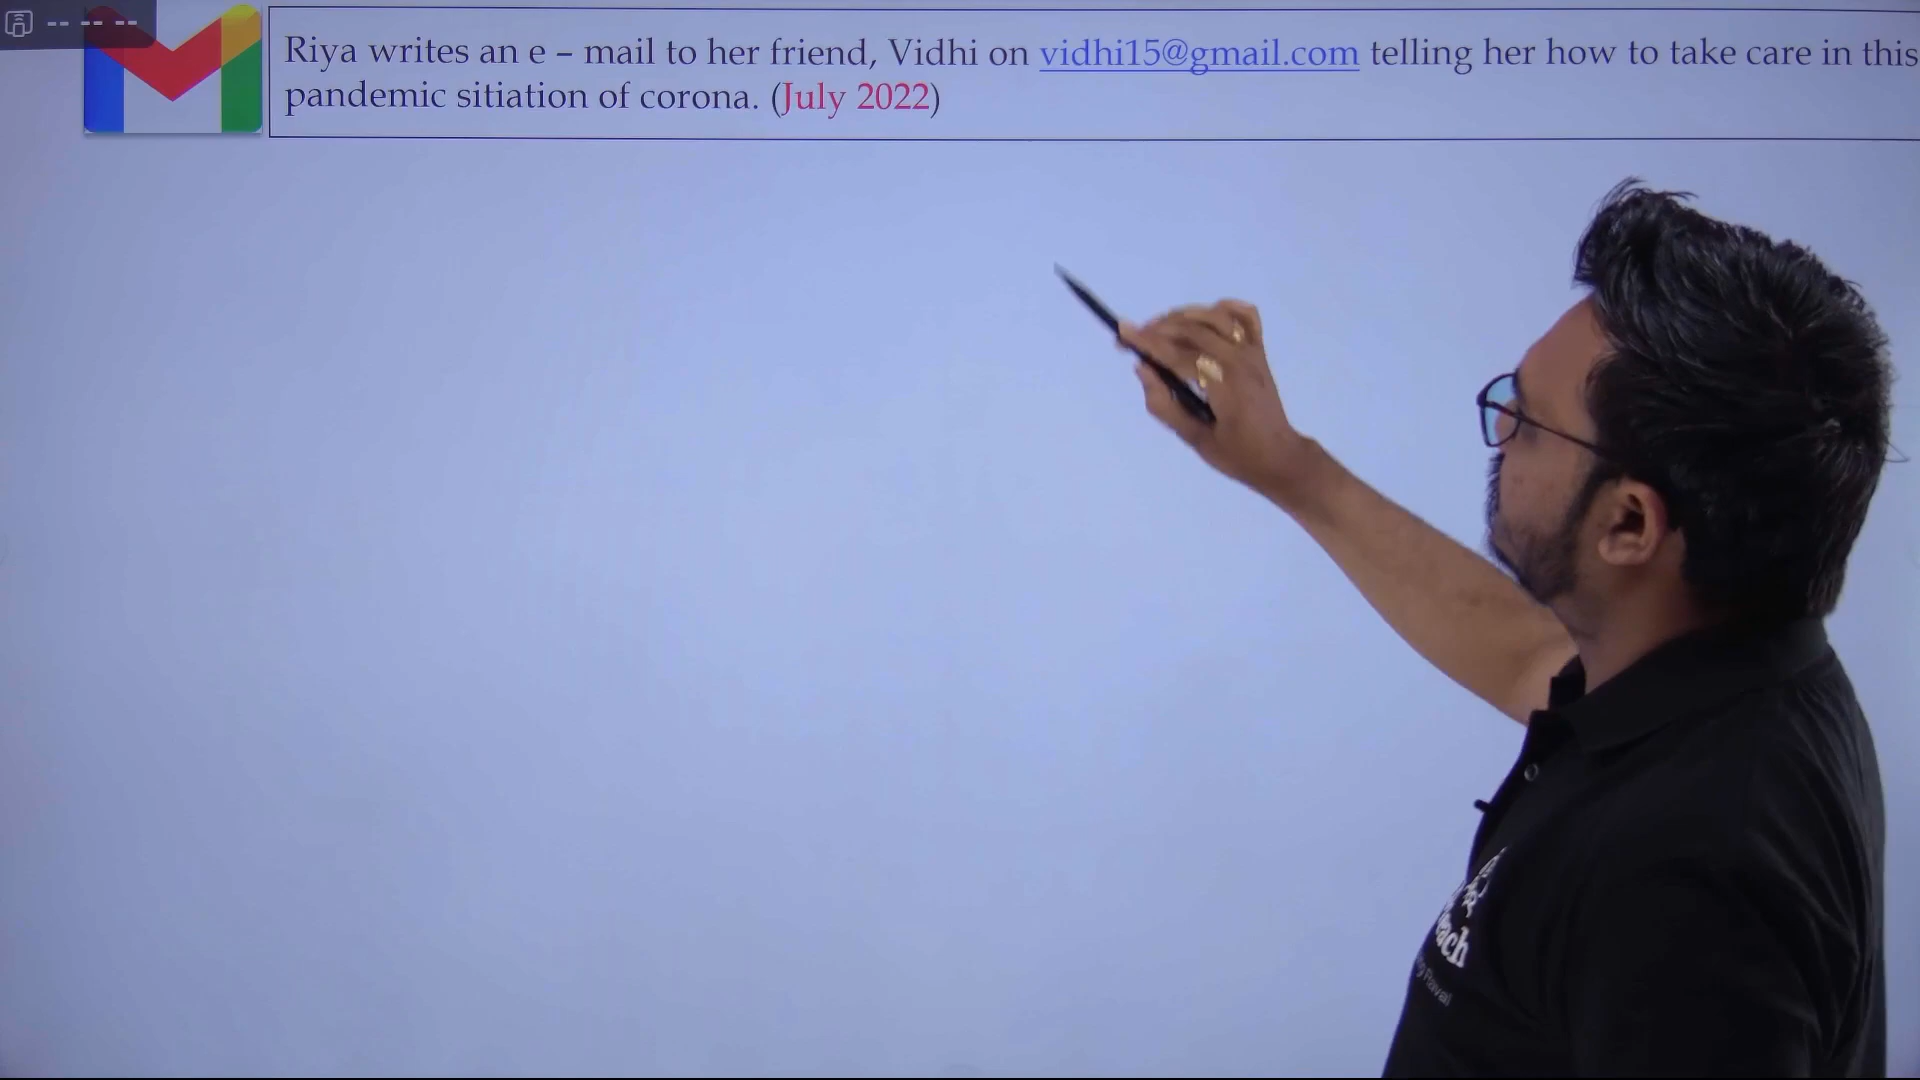 Riya writes an e – mail to her friend, Vidhi on vidhi15@gmail.com telling her how to take care in this
pandemic sitiation of corona. (July 2022)